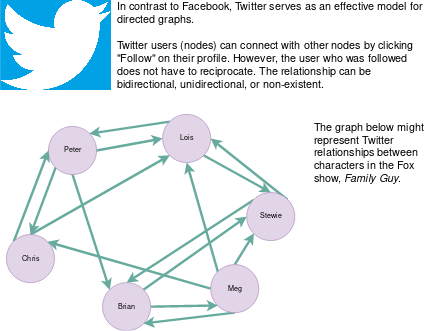 In contrast to Facebook, Twitter serves as an effective model for
directed graphs.
Twitter users (nodes) can connect with other nodes by clicking
"Follow" on their profile. However, the user who was followed
does not have to reciprocate. The relationship can be
bidirectional, unidirectional, or non-existent.
The graph below might
represent Twitter
relationships between
characters in the Fox
show, Family Guy.
Lois
Peter
Stewie
Chris
Meg
Brian